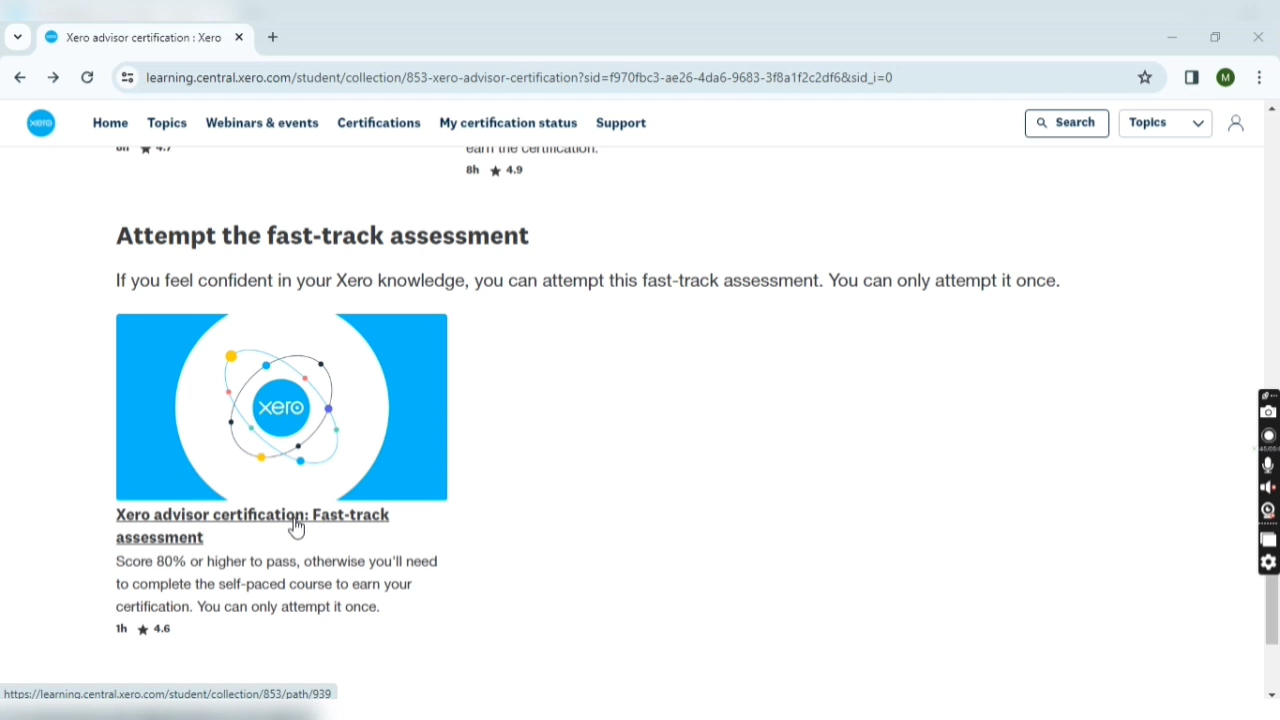 Xero advisor certification : Xero
learning.central.xero.com/student/collection/853-xero-advisor-certification?sid=f970fbc3-ae26-4da6-9683-3f8a1f2c2df6&sid_i=0
M
xero
Home Topics Webinars & events Certifications My certification status Support
Search
Topics
earn the certification.
8h ★ 4.9
Attempt the fast-track assessment
If you feel confident in your Xero knowledge, you can attempt this fast-track assessment. You can only attempt it once.
xero
Xero advisor certification: Fast-track
assessment
Score 80% or higher to pass, otherwise you'll need
to complete the self-paced course to earn your
certification. You can only attempt it once.
1h ★ 4.6
https://learning.central.xero.com/student/collection/853/path/939